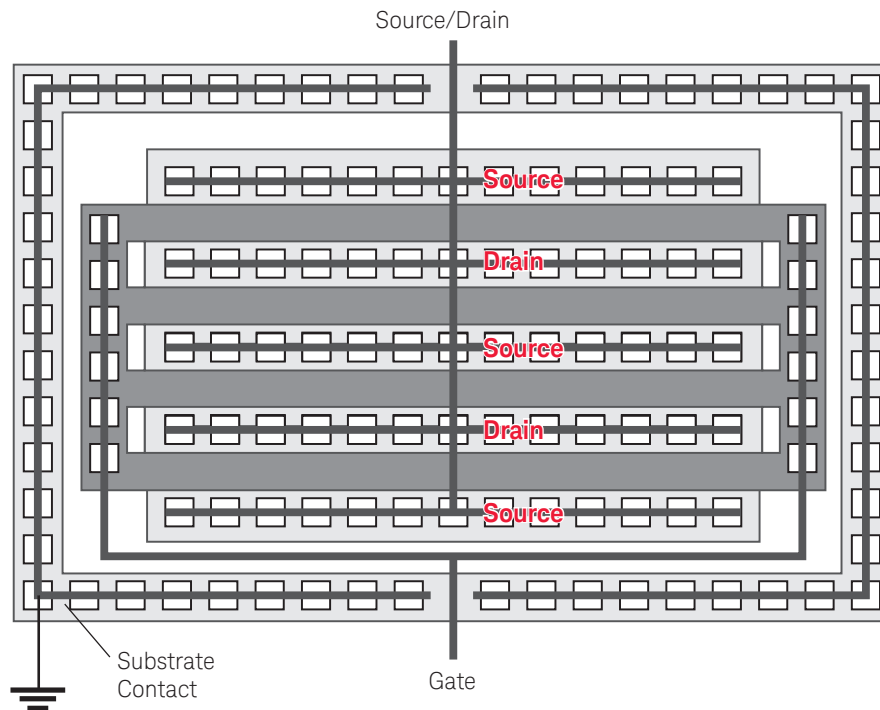 Source/Drain
Source
Drain
Source
Drain
Source
Substrate
Contact
Gate